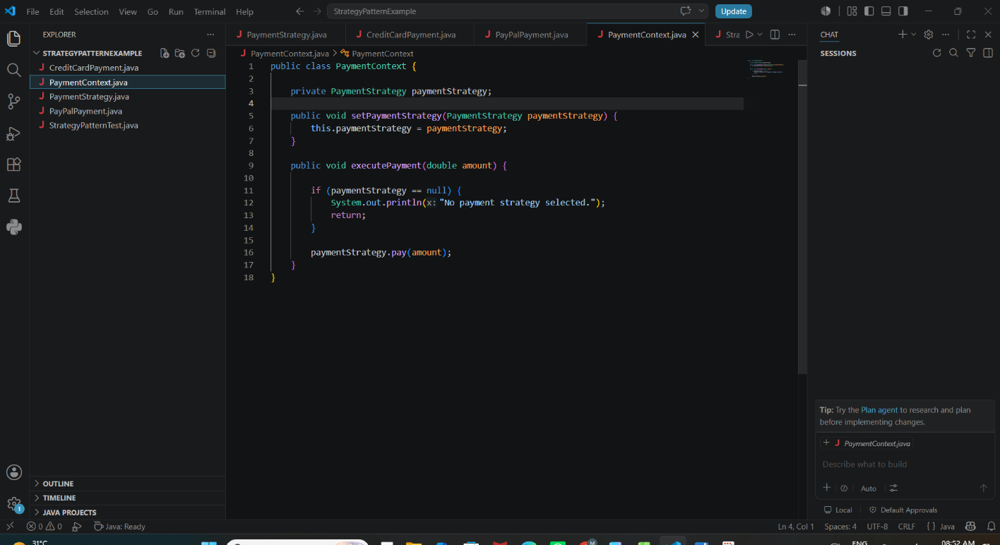 File Edit Selection View Go Run Terminal Help
StrategyPatternExample
Update
EXPLORER
STRATEGYPATTERNEXAMPLE
CreditCardPayment.java
PaymentContext.java
PaymentStrategy.java
PayPalPayment.java
StrategyPatternTest.java
OUTLINE
TIMELINE
JAVA PROJECTS
1
PaymentStrategy.java CreditCardPayment.java PayPalPayment.java PaymentContext.java Stra
PaymentContext.java > PaymentContext
1 public class PaymentContext {
2
3 private PaymentStrategy paymentStrategy;
4
5 public void setPaymentStrategy(PaymentStrategy paymentStrategy) {
6 this.paymentStrategy = paymentStrategy;
7 }
8
9 public void executePayment(double amount) {
10
11 if (paymentStrategy == null) {
12 System.out.println(x: "No payment strategy selected.");
13 return;
14 }
15
16 paymentStrategy.pay(amount);
17 }
18 }
CHAT
SESSIONS
Tip: Try the Plan agent to research and plan
before implementing changes.
PaymentContext.java
Describe what to build
Auto
Local Default Approvals
0 0 Java: Ready
Ln 4, Col 1 Spaces: 4 UTF-8 CRLF { } Java
31°C
M
ENG
08:52 AM